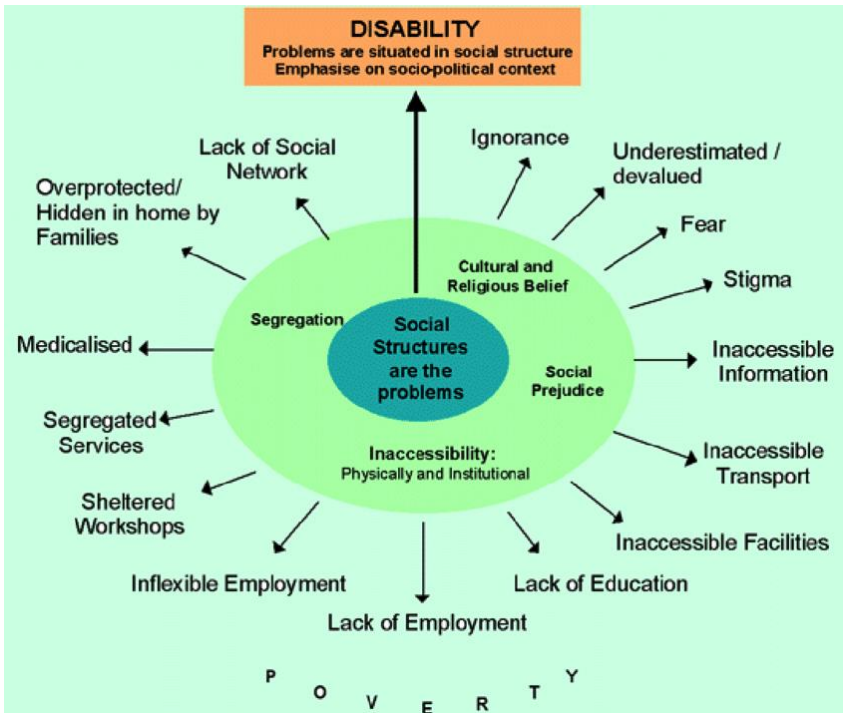 DISABILITY
Problems are situated in social structure
Emphasise on socio-political context
Lack of Social
Network
Ignorance
Underestimated /
devalued
Overprotected/
Hidden in home by
Families
Fear
Stigma
Cultural and
Religious Belief
Segregation
Social
Structures
are the
problems
Social
Prejudice
Medicalised
Inaccessible
Information
Segregated
Services
Inaccessibility:
Physically and Institutional
Inaccessible
Transport
Sheltered
Workshops
Inaccessible Facilities
Inflexible Employment
Lack of Education
Lack of Employment
P O V E R T Y